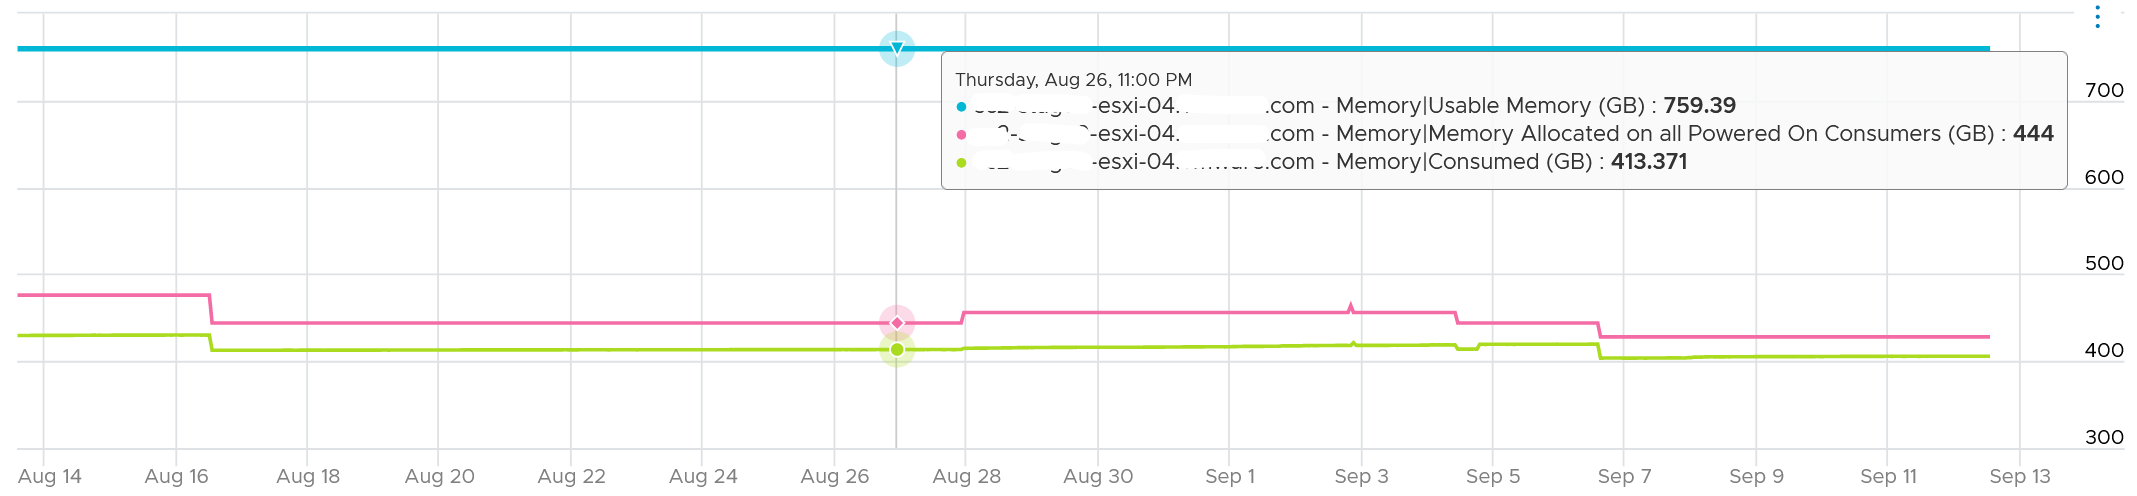 Thursday, Aug 26, 11:00 PM
-esxi-04. .com - Memory|Usable Memory (GB) : 759.39
-esxi-04. .com - Memory|Memory Allocated on all Powered On Consumers (GB) : 444
-esxi-04. .com - Memory|Consumed (GB) : 413.371
700
600
500
400
300
Aug 14 Aug 16 Aug 18 Aug 20 Aug 22 Aug 24 Aug 26 Aug 28 Aug 30 Sep 1 Sep 3 Sep 5 Sep 7 Sep 9 Sep 11 Sep 13